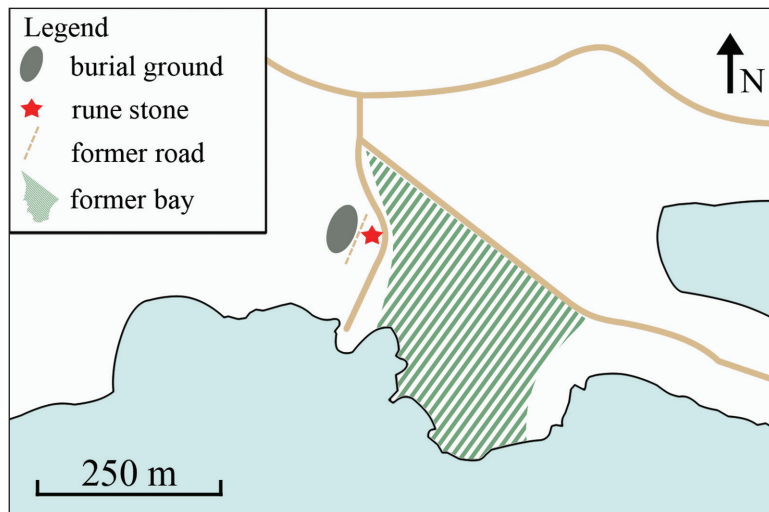 Legend
burial ground
rune stone
former road
former bay
N
250 m